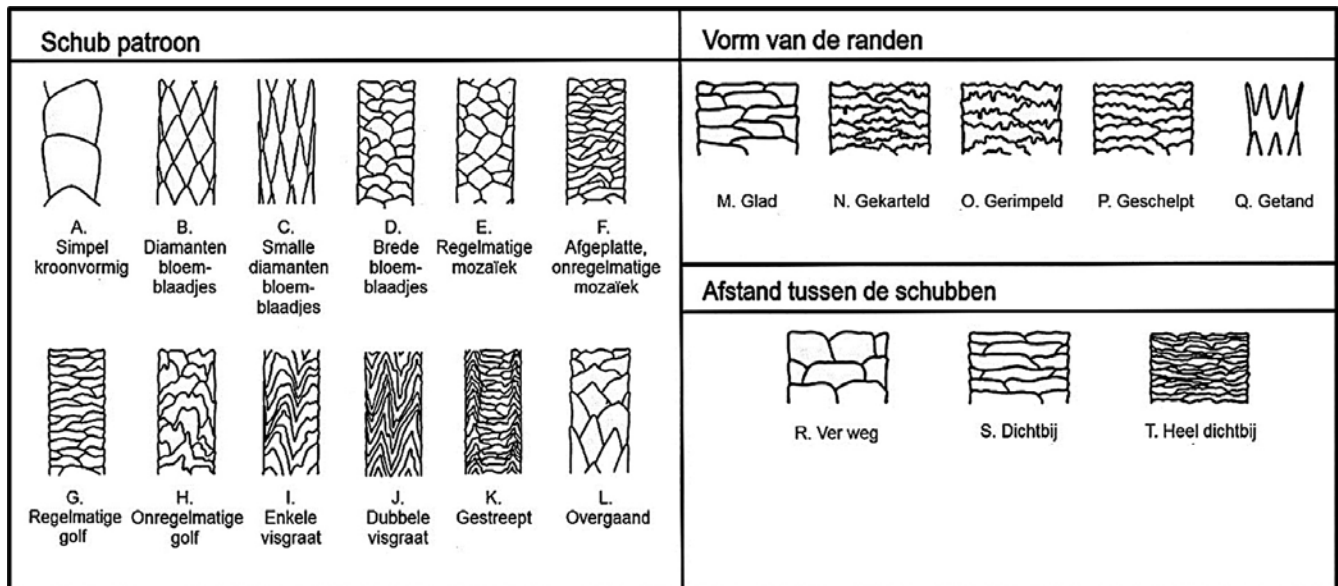 Schub patroon
A.
Simpel
kroonvormig
B.
Diamanten
bloem-
blaadjes
C.
Smalle
diamanten
bloem-
blaadjes
D.
Brede
bloem-
blaadjes
E.
Regelmatige
mozaïek
F.
Afgeplatte,
onregelmatige
mozaïek
G.
Regelmatige
golf
H.
Onregelmatige
golf
I.
Enkele
visgraat
J.
Dubbele
visgraat
K.
Gestreept
L.
Overgaand
Vorm van de randen
M. Glad
N. Gekarteld
O. Gerimpeld
P. Geschelpt
Q. Getand
Afstand tussen de schubben
R. Ver weg
S. Dichtbij
T. Heel dichtbij